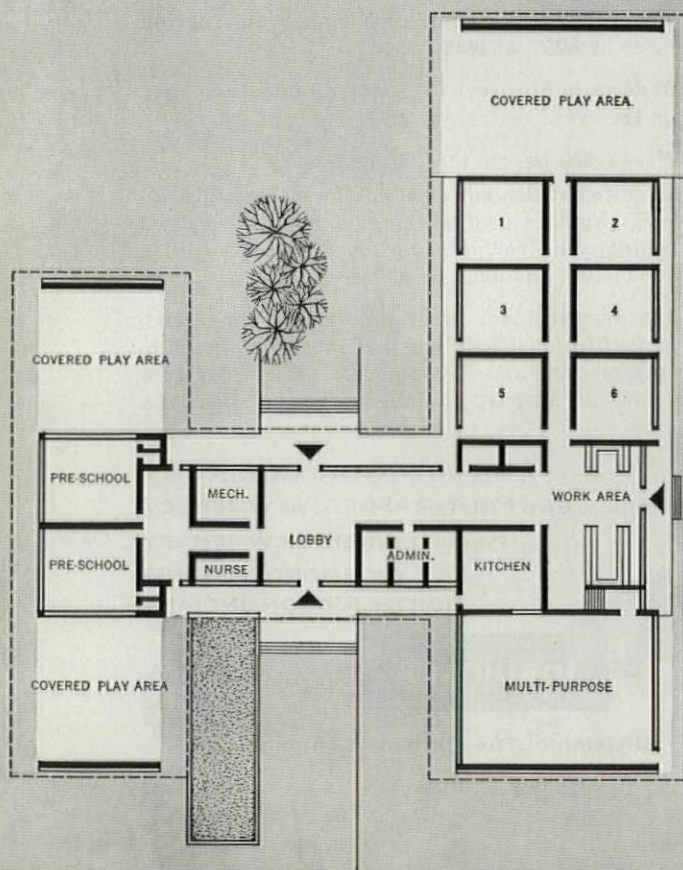 COVERED PLAY AREA.
1
2
3
4
5
6
COVERED PLAY AREA
PRE-SCHOOL
MECH.
WORK AREA
LOBBY
ADMIN.
PRE-SCHOOL
NURSE
KITCHEN
COVERED PLAY AREA
MULTI-PURPOSE